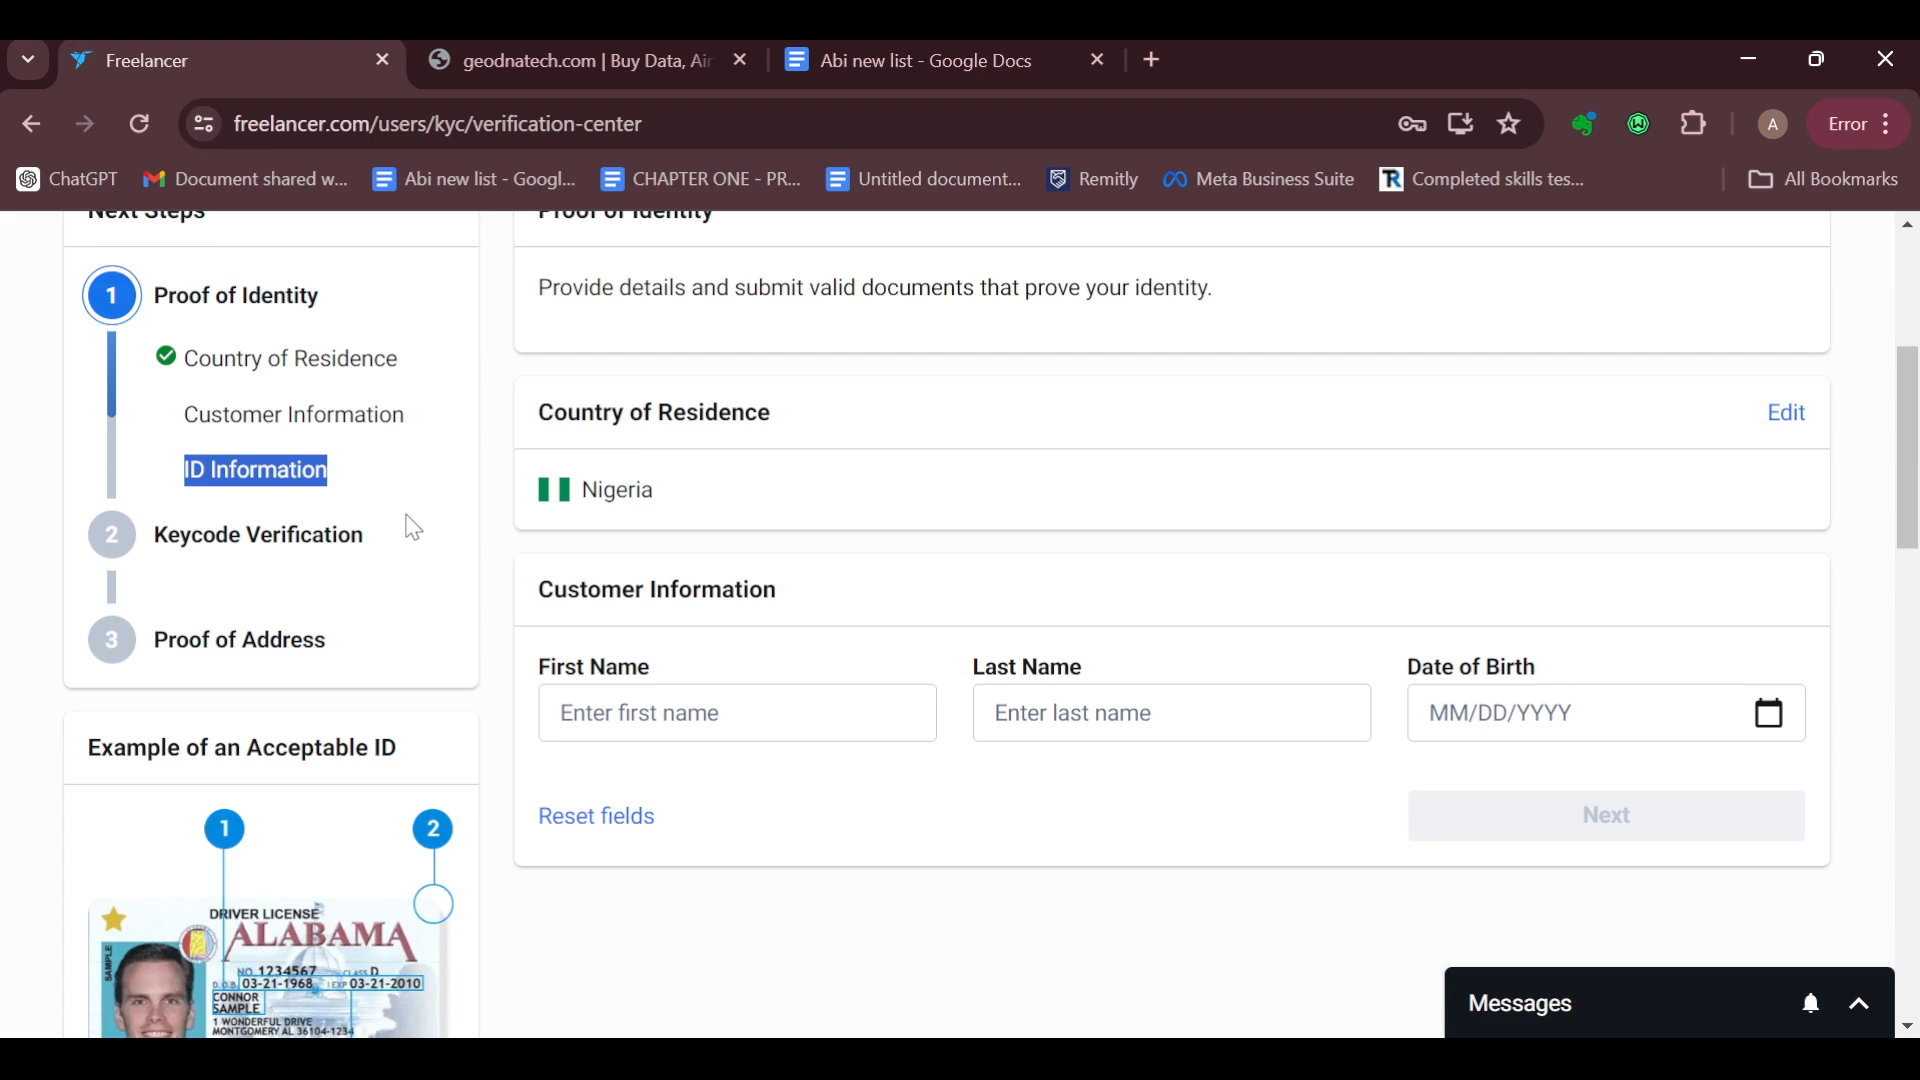 Freelancer
geodnatech.com | Buy Data, Air
Abi new list - Google Docs
freelancer.com/users/kyc/verification-center
A
Error
ChatGPT
Document shared w...
Abi new list - Googl...
CHAPTER ONE - PR...
Untitled document...
Remitly
Meta Business Suite
TR
Completed skills tes...
All Bookmarks
Next Steps
1 Proof of Identity
Country of Residence
Customer Information
ID Information
2 Keycode Verification
3 Proof of Address
Example of an Acceptable ID
1
2
DRIVER LICENSE
ALABAMA
SAMPLE
NO. 1234567 CLASS D
D.O.B. 03-21-1968 EXP 03-21-2010
CONNOR
SAMPLE
1 WONDERFUL DRIVE
MONTGOMERY AL 36104-1234
Proof of Identity
Provide details and submit valid documents that prove your identity.
Country of Residence
Edit
Nigeria
Customer Information
First Name
Last Name
Date of Birth
Enter first name
Enter last name
MM/DD/YYYY
Reset fields
Next
Messages